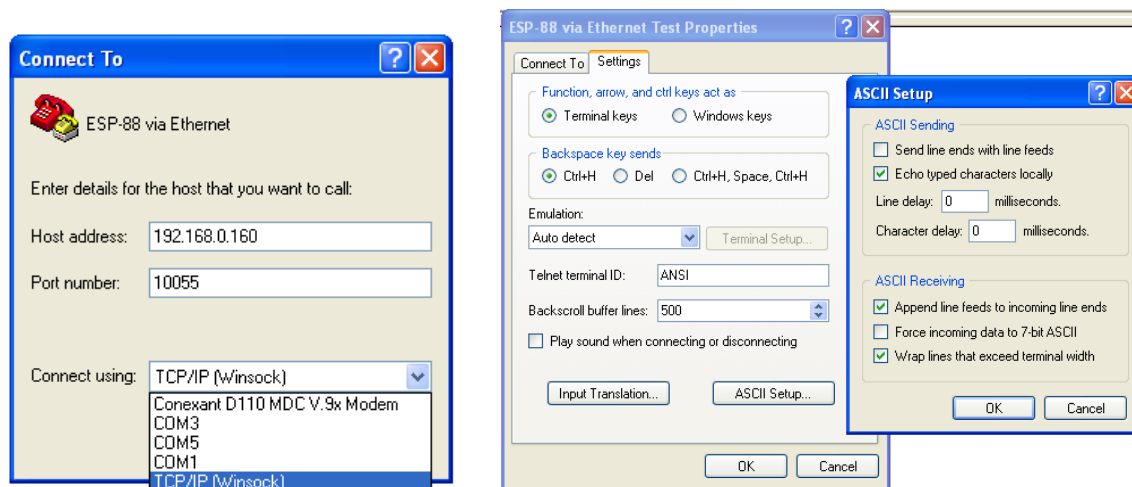 Connect To
ESP-88 via Ethernet
Enter details for the host that you want to call:
Host address: 192.168.0.160
Port number: 10055
Connect using: TCP/IP (Winsock)
Conexant D110 MDC V.9x Modem
COM3
COM5
COM1
TCP/IP (Winsock)
ESP-88 via Ethernet Test Properties
Connect To Settings
Function, arrow, and ctrl keys act as
Terminal keys Windows keys
Backspace key sends
Ctrl+H Del Ctrl+H, Space, Ctrl+H
Emulation:
Auto detect Terminal Setup...
Telnet terminal ID: ANSI
Backscroll buffer lines: 500
Play sound when connecting or disconnecting
Input Translation... ASCII Setup...
OK Cancel
ASCII Setup
ASCII Sending
Send line ends with line feeds
Echo typed characters locally
Line delay: 0 milliseconds.
Character delay: 0 milliseconds.
ASCII Receiving
Append line feeds to incoming line ends
Force incoming data to 7-bit ASCII
Wrap lines that exceed terminal width
OK Cancel